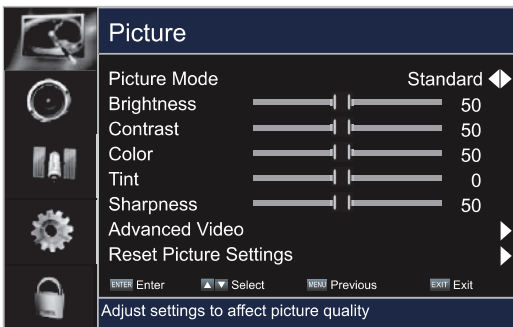 Picture
Picture Mode Standard
Brightness 50
Contrast 50
Color 50
Tint 0
Sharpness 50
Advanced Video
Reset Picture Settings
ENTER Enter Select MENU Previous EXIT Exit
Adjust settings to affect picture quality